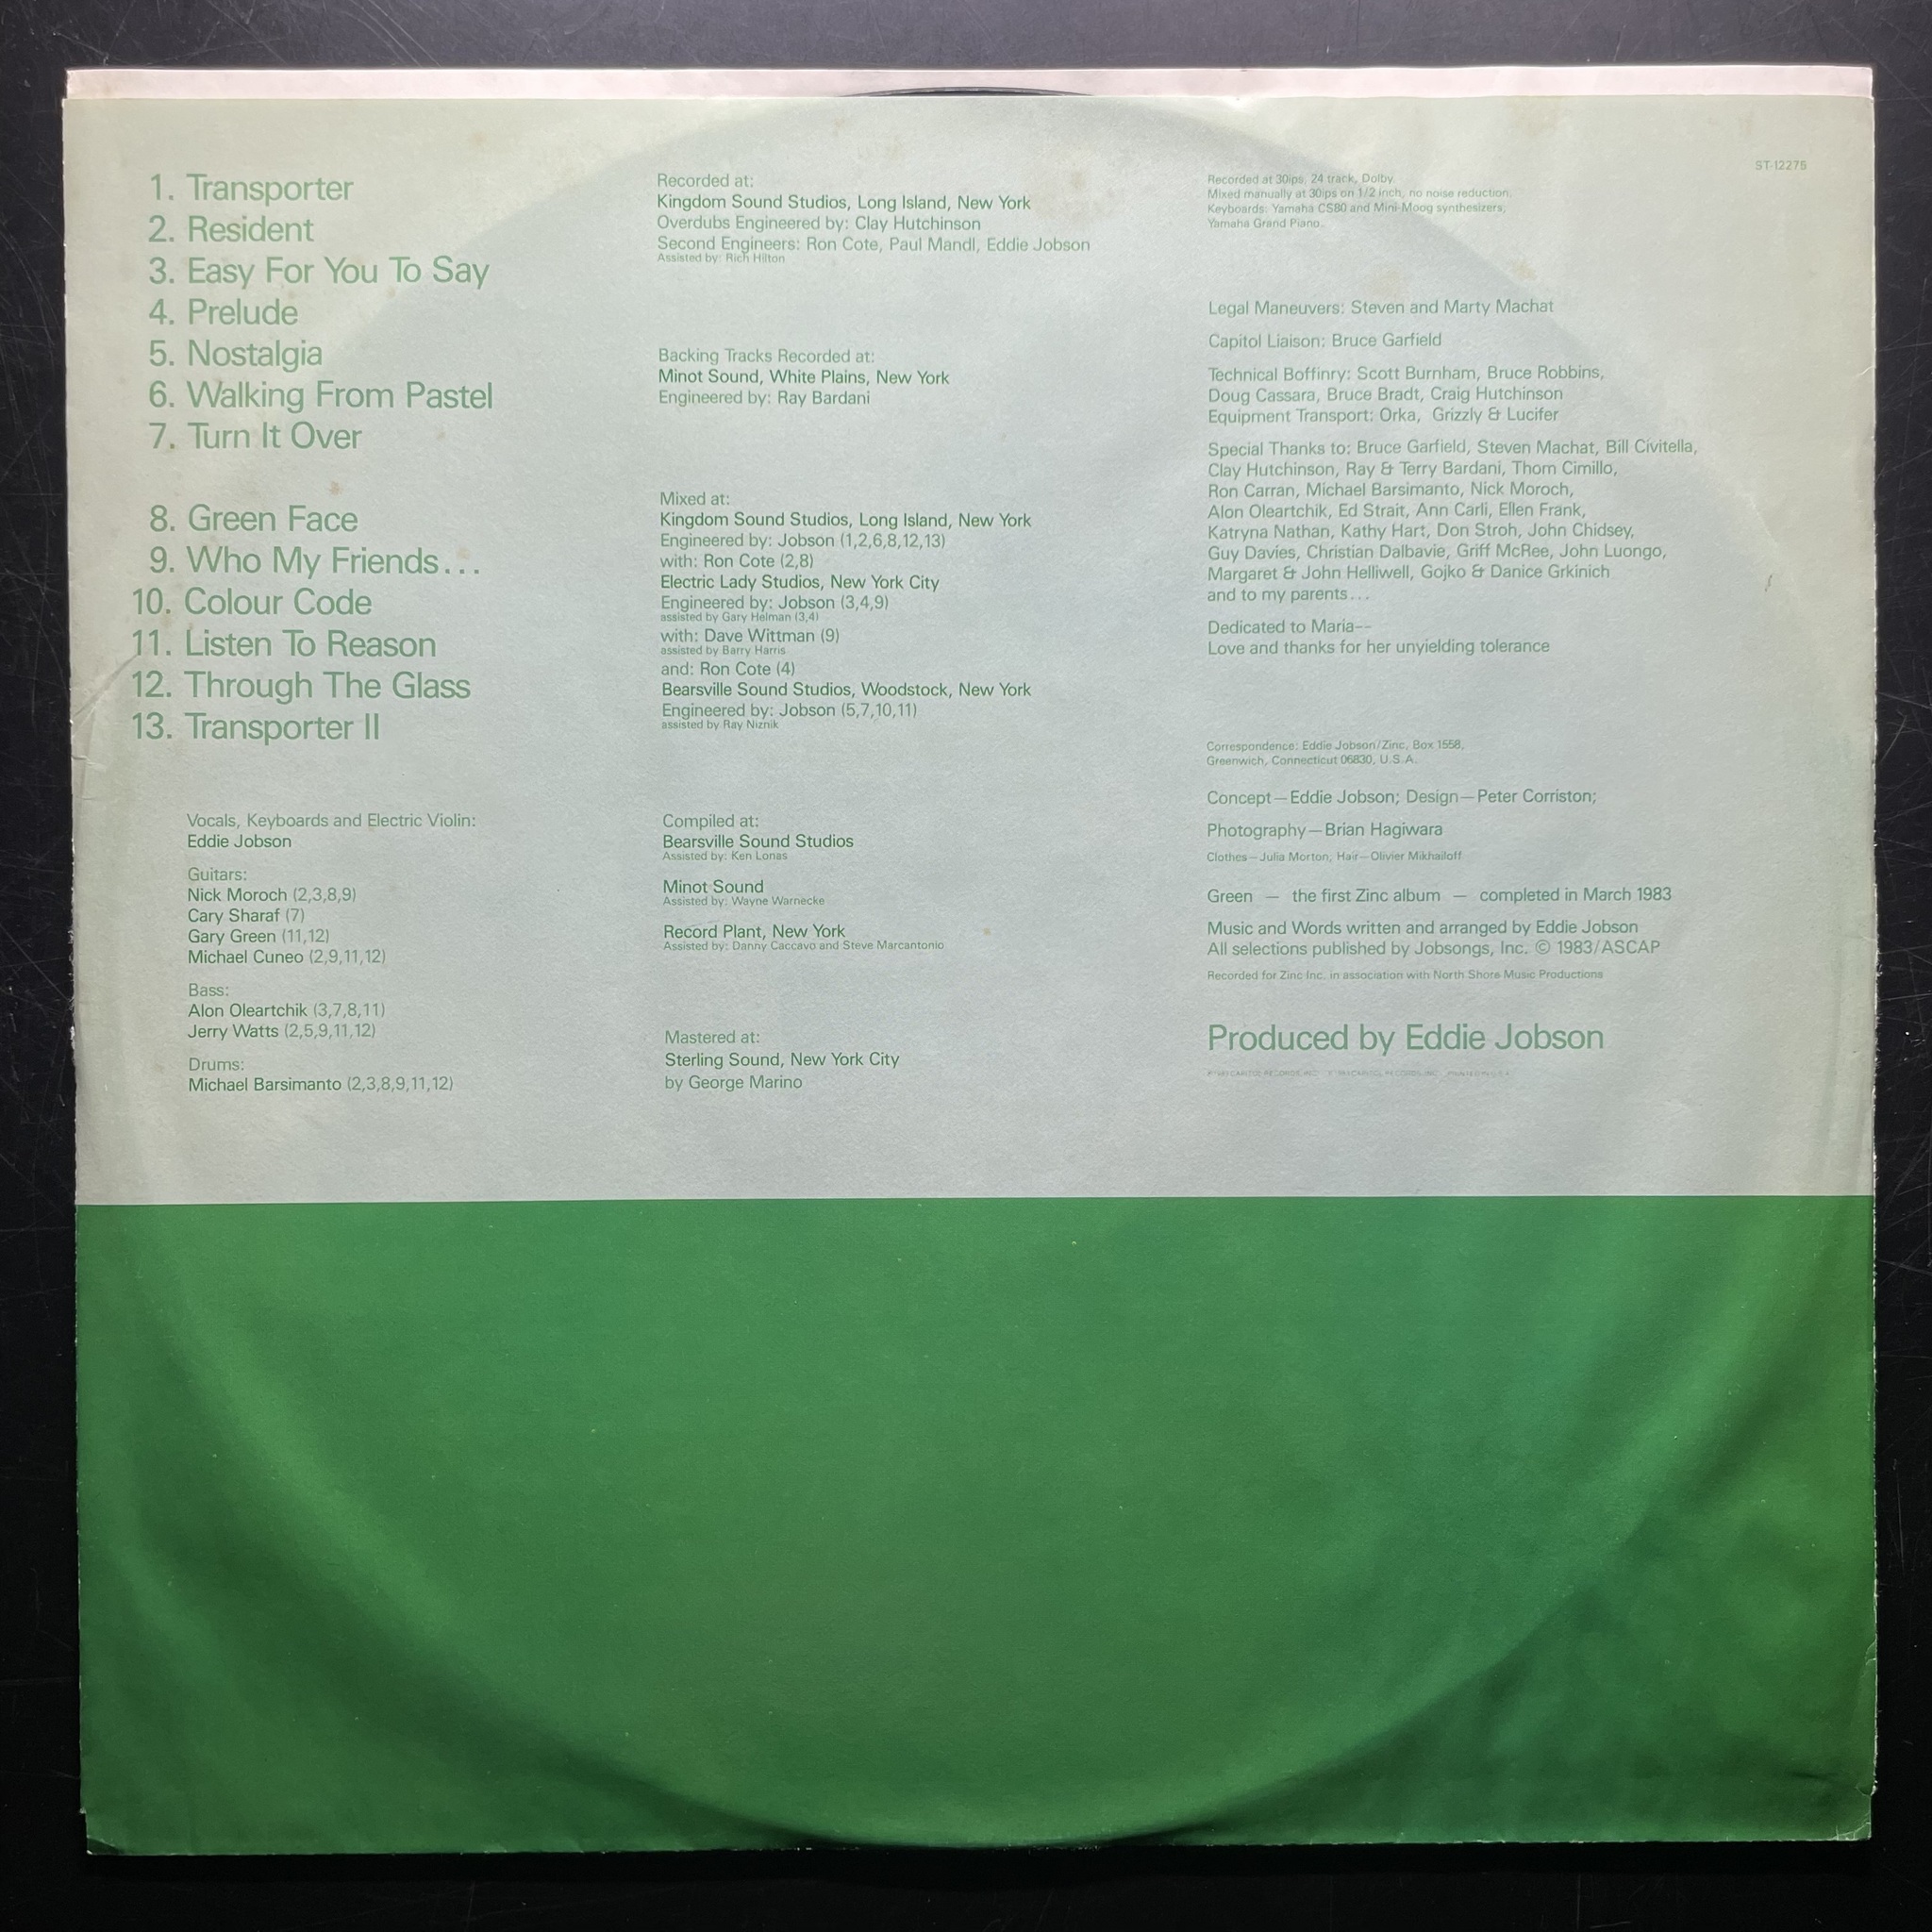 1. Transporter
2. Resident
3. Easy For You To Say
4. Prelude
5. Nostalgia
6. Walking From Pastel
7. Turn It Over
8. Green Face
9. Who My Friends...
10. Colour Code
11. Listen To Reason
12. Through The Glass
13. Transporter II
Vocals, Keyboards and Electric Violin:
Eddie Jobson
Guitars:
Nick Moroch (2,3,8,9)
Cary Sharaf (7)
Gary Green (11,12)
Michael Cuneo (2,9,11,12)
Bass:
Alon Oleartchik (3,7,8,11)
Jerry Watts (2,5,9,11,12)
Drums:
Michael Barsimanto (2,3,8,9,11,12)
Recorded at:
Kingdom Sound Studios, Long Island, New York
Overdubs Engineered by: Clay Hutchinson
Second Engineers: Ron Cote, Paul Mandl, Eddie Jobson
Assisted by: Rich Hilton
Backing Tracks Recorded at:
Minot Sound, White Plains, New York
Engineered by: Ray Bardani
Mixed at:
Kingdom Sound Studios, Long Island, New York
Engineered by: Jobson (1,2,6,8,12,13)
with: Ron Cote (2,8)
Electric Lady Studios, New York City
Engineered by: Jobson (3,4,9)
assisted by Gary Helman (3,4)
with: Dave Wittman (9)
assisted by Barry Harris
and: Ron Cote (4)
Bearsville Sound Studios, Woodstock, New York
Engineered by: Jobson (5,7,10,11)
assisted by Ray Niznik
Compiled at:
Bearsville Sound Studios
Assisted by: Ken Lonas
Minot Sound
Assisted by: Wayne Warnecke
Record Plant, New York
Assisted by: Danny Caccavo and Steve Marcantonio
Mastered at:
Sterling Sound, New York City
by George Marino
ST-12275
Recorded at 30ips, 24 track, Dolby.
Mixed manually at 30ips on 1/2 inch, no noise reduction.
Keyboards: Yamaha CS80 and Mini-Moog synthesizers;
Yamaha Grand Piano.
Legal Maneuvers: Steven and Marty Machat
Capitol Liaison: Bruce Garfield
Technical Boffinry: Scott Burnham, Bruce Robbins,
Doug Cassara, Bruce Bradt, Craig Hutchinson
Equipment Transport: Orka, Grizzly & Lucifer
Special Thanks to: Bruce Garfield, Steven Machat, Bill Civitella,
Clay Hutchinson, Ray & Terry Bardani, Thom Cimillo,
Ron Carran, Michael Barsimanto, Nick Moroch,
Alon Oleartchik, Ed Strait, Ann Carli, Ellen Frank,
Katryna Nathan, Kathy Hart, Don Stroh, John Chidsey,
Guy Davies, Christian Dalbavie, Griff McRee, John Luongo,
Margaret & John Helliwell, Gojko & Danice Grkinich
and to my parents...
Dedicated to Maria--
Love and thanks for her unyielding tolerance
Correspondence: Eddie Jobson/Zinc, Box 1558,
Greenwich, Connecticut 06830, U.S.A.
Concept—Eddie Jobson; Design—Peter Corriston;
Photography—Brian Hagiwara
Clothes—Julia Morton, Hair—Olivier Mikhailoff
Green — the first Zinc album — completed in March 1983
Music and Words written and arranged by Eddie Jobson
All selections published by Jobsongs, Inc. © 1983/ASCAP
Recorded for Zinc Inc. in association with North Shore Music Productions
Produced by Eddie Jobson
CAPITOL RECORDS, INC. CAPITOL RECORDS, INC. PRINTED IN U.S.A.